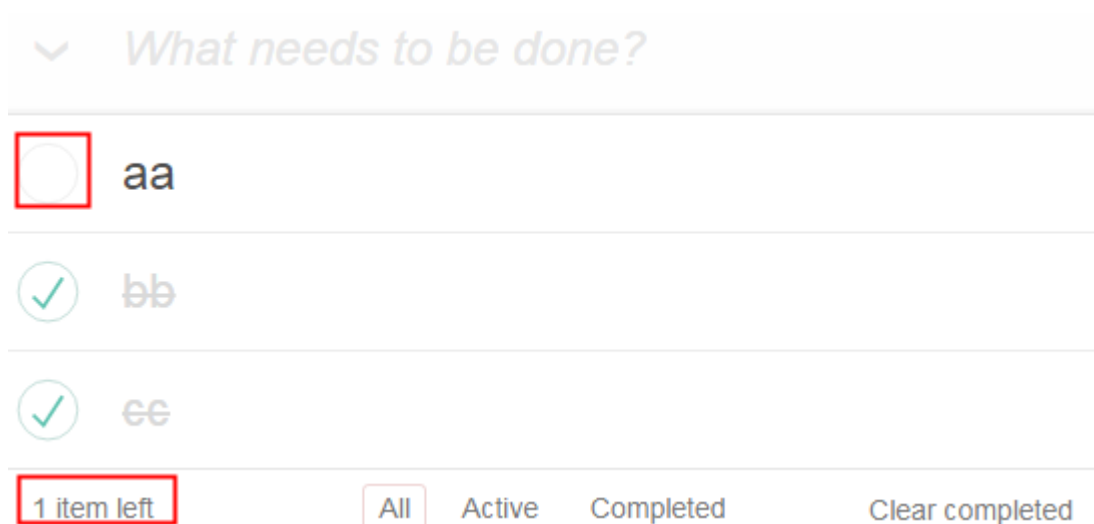 What needs to be done?
aa
bb
cc
1 item left All Active Completed Clear completed